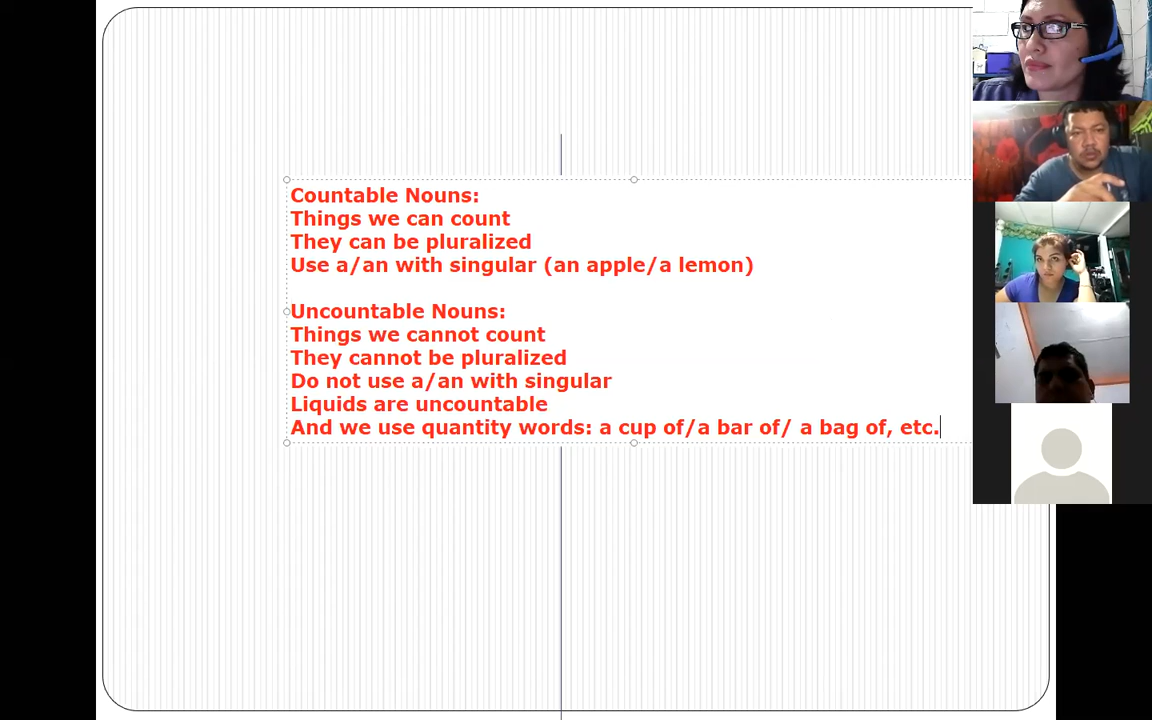 Countable Nouns:
Things we can count
They can be pluralized
Use a/an with singular (an apple/a lemon)
Uncountable Nouns:
Things we cannot count
They cannot be pluralized
Do not use a/an with singular
Liquids are uncountable
And we use quantity words: a cup of/a bar of/ a bag of, etc.